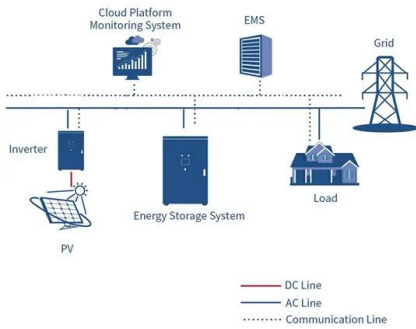 Cloud Platform
Monitoring System
EMS
Grid
Inverter
Energy Storage System
Load
PV
DC Line
AC Line
Communication Line